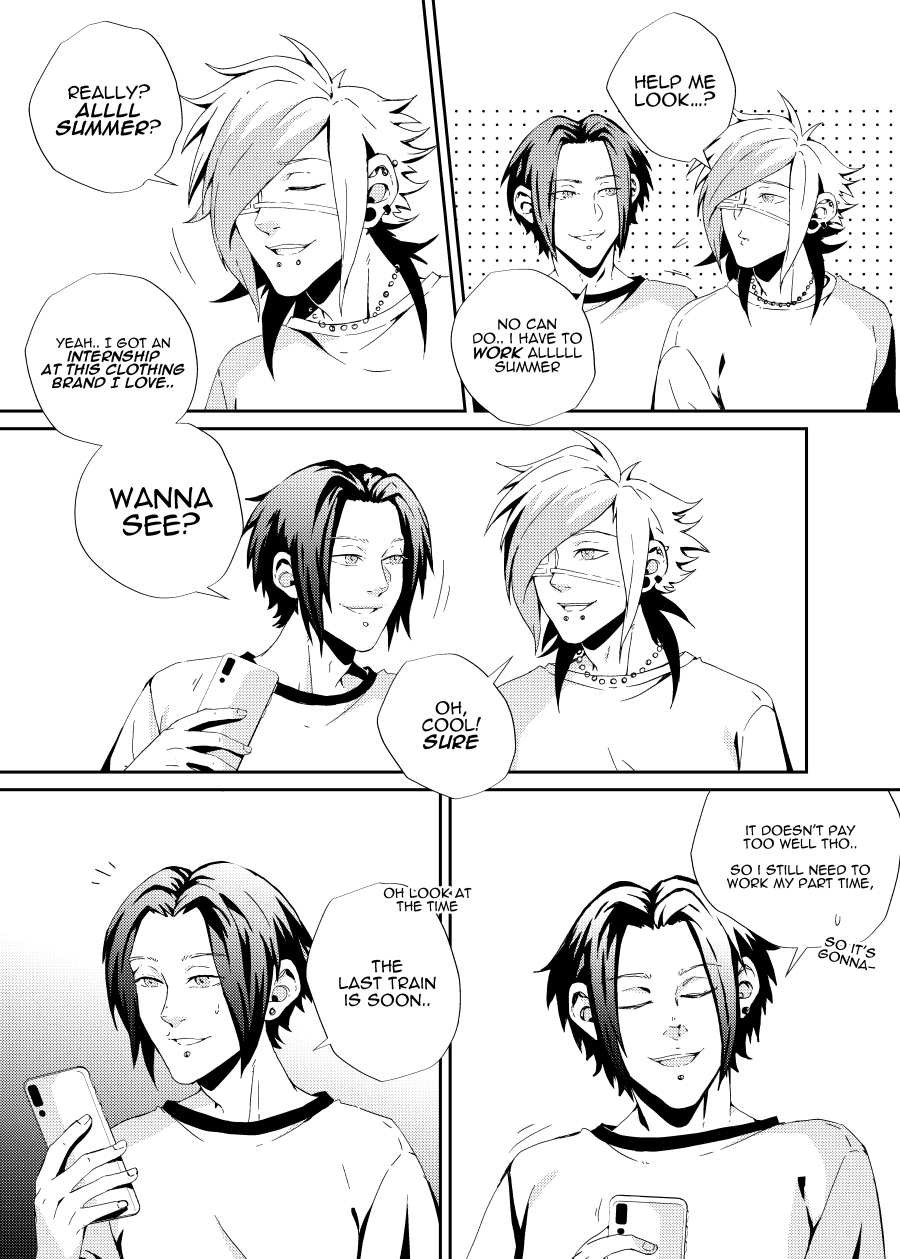 HELP ME
LOOK...?
NO CAN
DO.. I HAVE TO
WORK ALLLLL
SUMMER
REALLY?
ALLLL
SUMMER?
YEAH.. I GOT AN
INTERNSHIP
AT THIS CLOTHING
BRAND I LOVE..
WANNA
SEE?
OH,
COOL!
SURE
IT DOESN'T PAY
TOO WELL THO..
SO I STILL NEED TO
WORK MY PART TIME,
SO IT'S
GONNA-
OH LOOK AT
THE TIME
THE
LAST TRAIN
IS SOON..